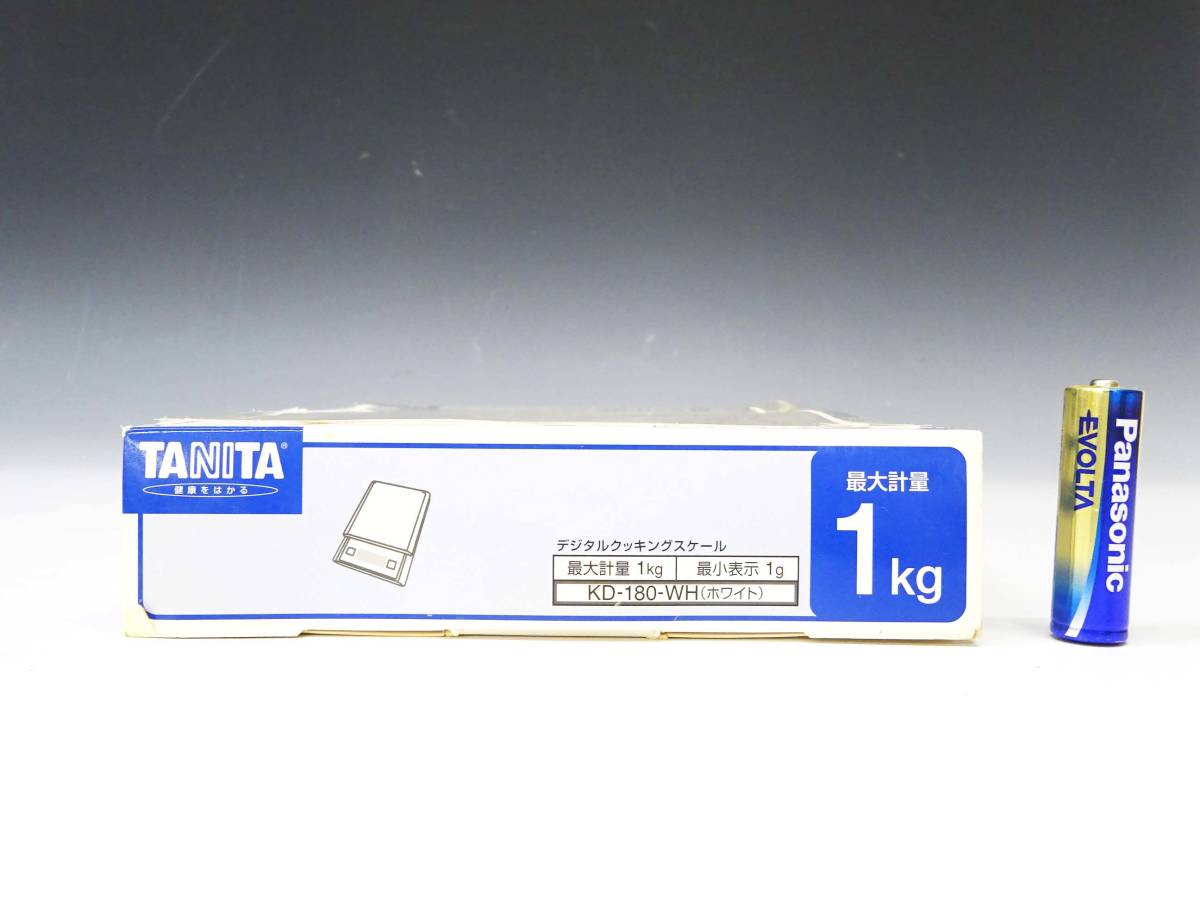 TANITA®
健康をはかる
デジタルクッキングスケール
最大計量 1kg 最小表示 1g
KD-180-WH(ホワイト)
最大計量
1kg
Panasonic
EVOLTA